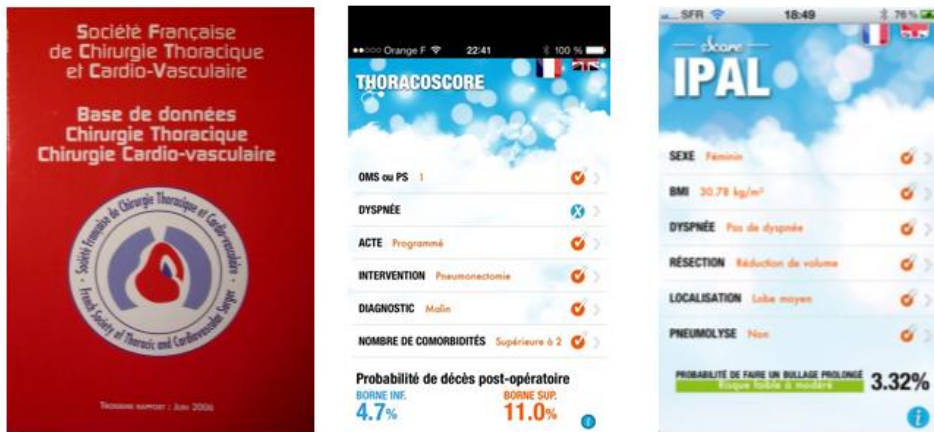 Société Française
de Chirurgie Thoracique
et Cardio-Vasculaire
Base de données
Chirurgie Thoracique
Chirurgie Cardio-vasculaire
Société Française de Chirurgie Thoracique et Cardio-vasculaire
French Society of Thoracic and Cardiovascular Surgery
TROISIEME RAPPORT : JUIN 2006
Orange F 22:41 100 %
THORACOSCORE
OMS ou PS 1
DYSPNÉE
ACTE Programmé
INTERVENTION Pneumonectomie
DIAGNOSTIC Malin
NOMBRE DE COMORBIDITÉS Supérieure à 2
Probabilité de décès post-opératoire
BORNE INF. BORNE SUP.
4.7% 11.0%
SFR 18:49 76 %
score
IPAL
SEXE Féminin
BMI 30.78 kg/m²
DYSPNÉE Pas de dyspnée
RÉSECTION Réduction de volume
LOCALISATION Lobe moyen
PNEUMOLYSE Non
PROBABILITÉ DE FAIRE UN BULLAGE PROLONGÉ 3.32%
Risque faible à modéré